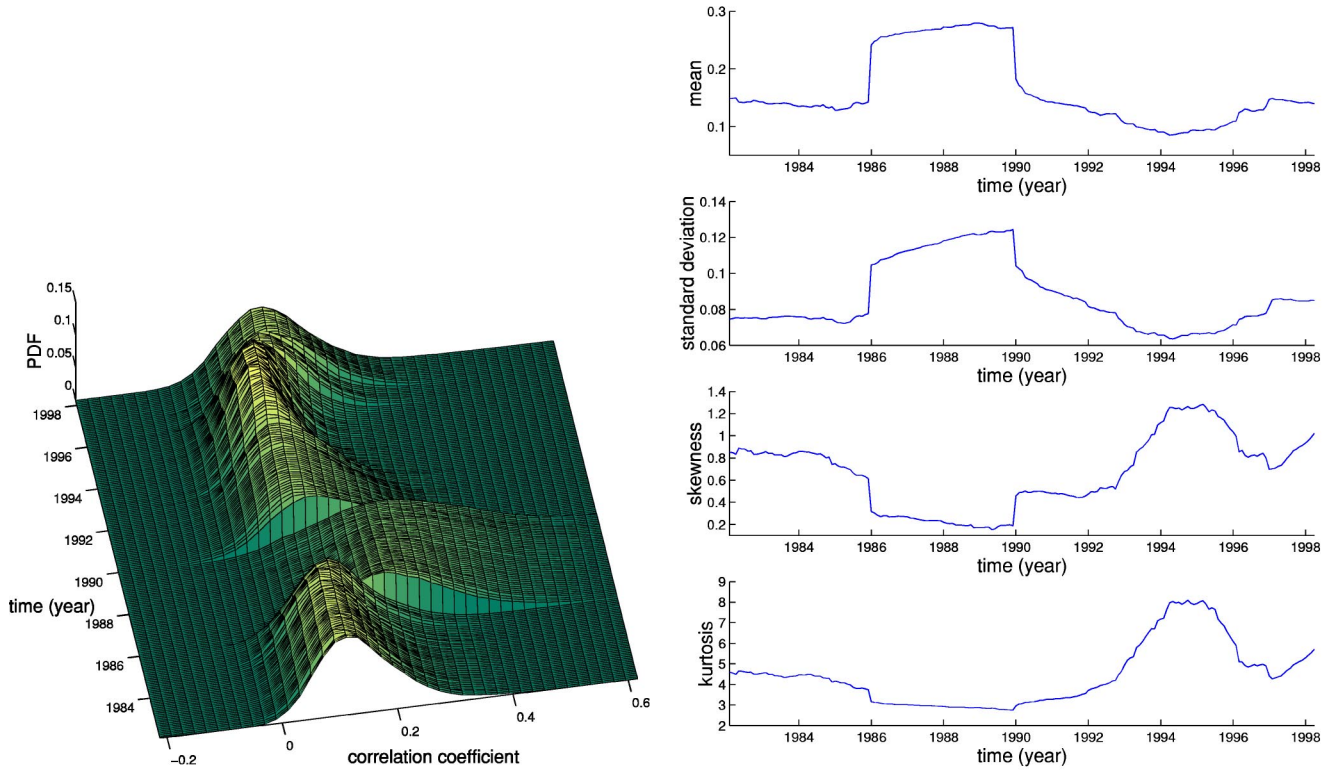 0.15
0.1
0.05
0
PDF
1998
1996
1994
1992
1990
1988
1986
1984
time (year)
−0.2
0
0.2
0.4
0.6
correlation coefficient
0.3
0.2
0.1
mean
1984 1986 1988 1990 1992 1994 1996 1998
time (year)
0.14
0.12
0.1
0.08
0.06
standard deviation
1984 1986 1988 1990 1992 1994 1996 1998
time (year)
1.4
1.2
1
0.8
0.6
0.4
0.2
skewness
1984 1986 1988 1990 1992 1994 1996 1998
time (year)
9
8
7
6
5
4
3
2
kurtosis
1984 1986 1988 1990 1992 1994 1996 1998
time (year)